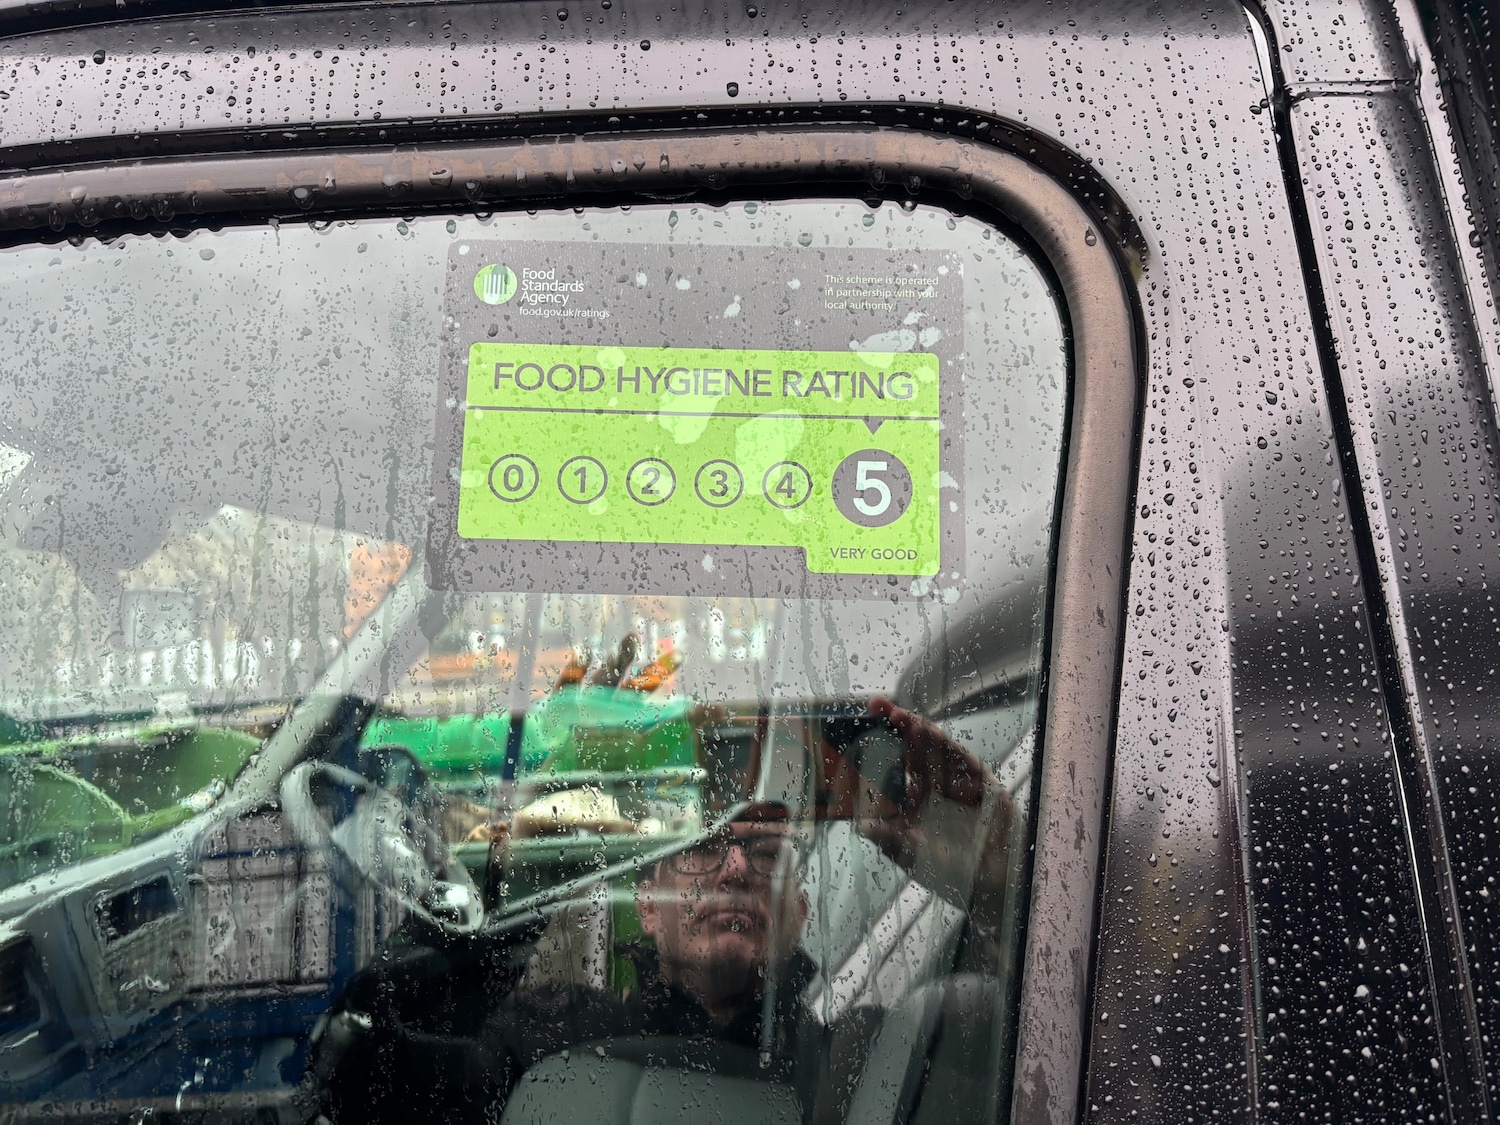 Food
Standards
Agency
food.gov.uk/ratings
This scheme is operated
in partnership with your
local authority
FOOD HYGIENE RATING
0 1 2 3 4 5
VERY GOOD